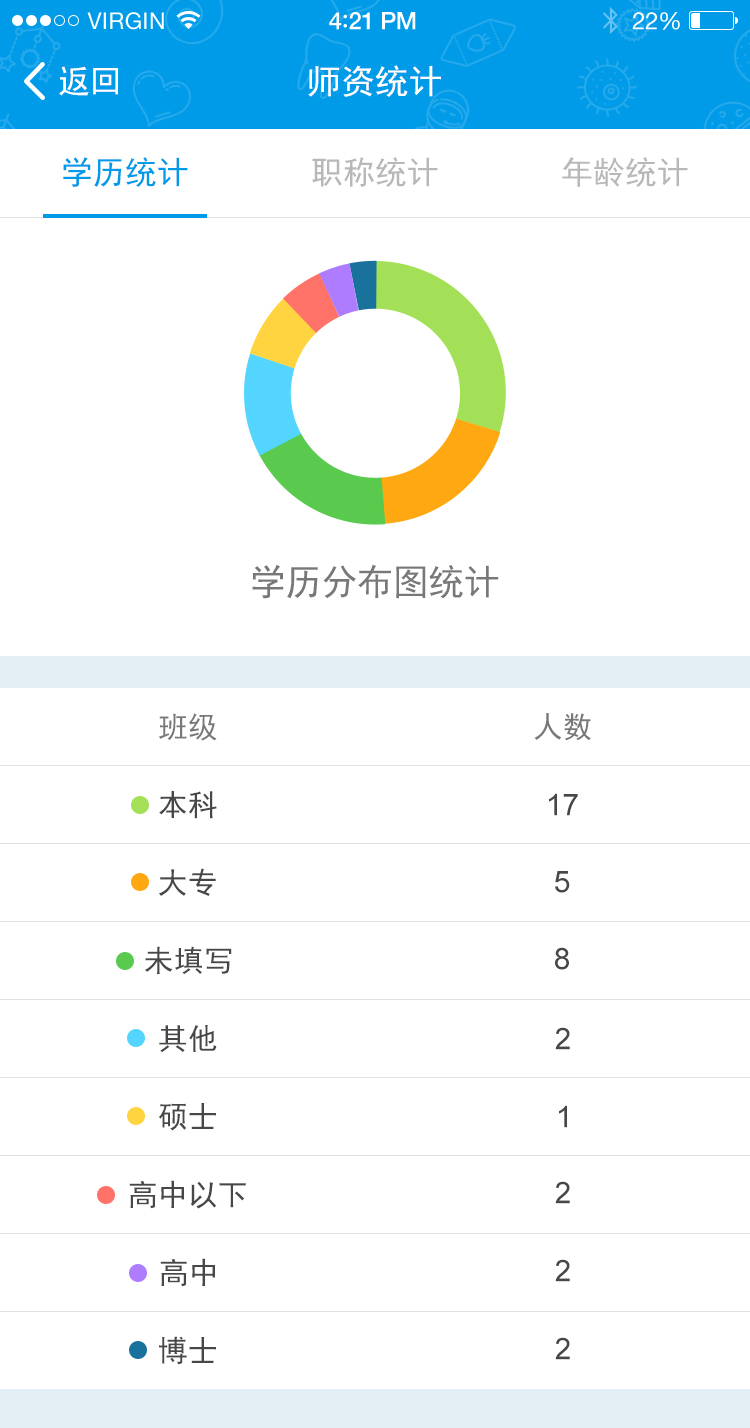 VIRGIN 4:21 PM 22%
返回 师资统计
学历统计 职称统计 年龄统计
学历分布图统计
班级 人数
本科 17
大专 5
未填写 8
其他 2
硕士 1
高中以下 2
高中 2
博士 2